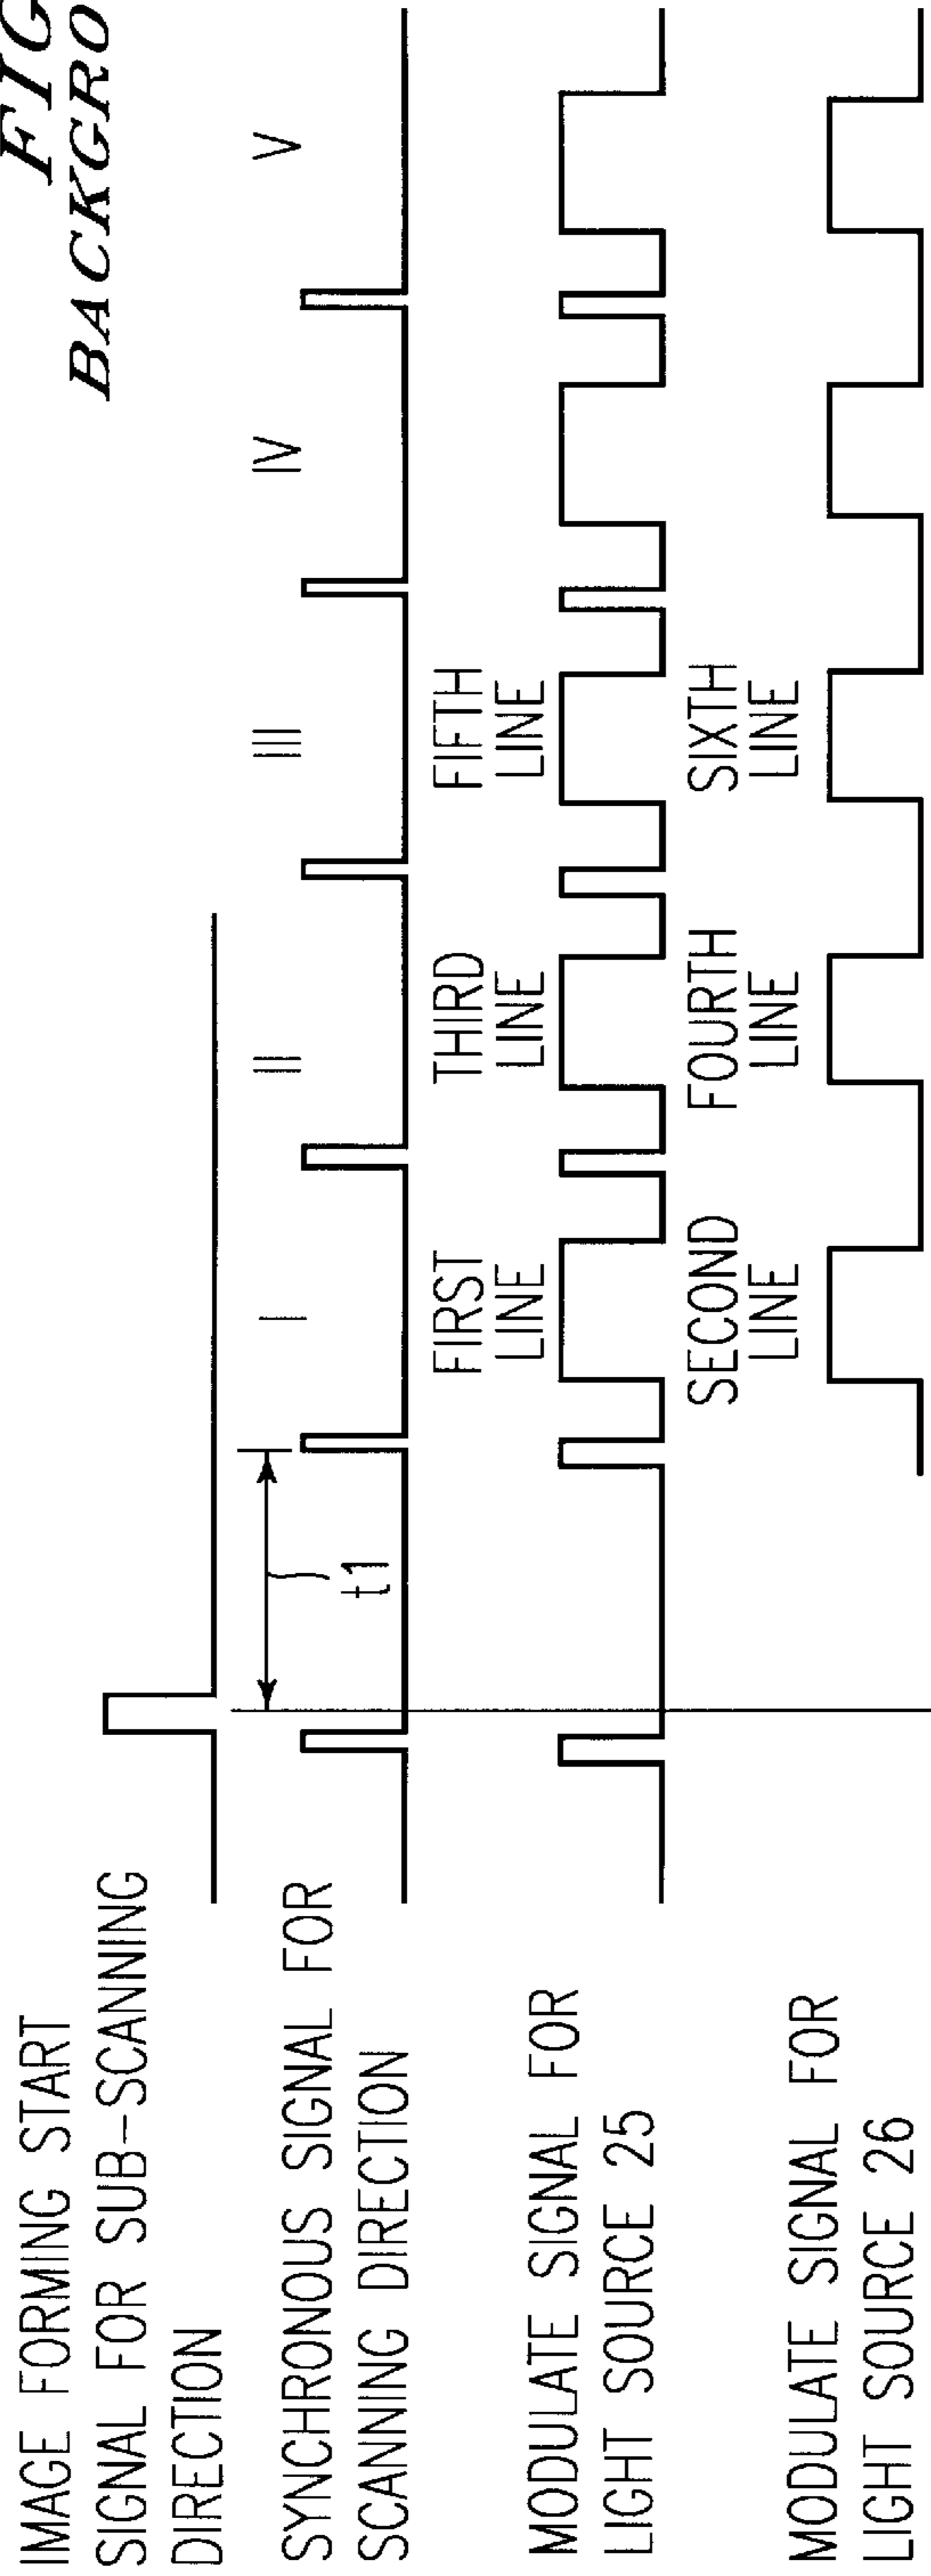 FIG
BACKGRO
IMAGE FORMING START
SIGNAL FOR SUB-SCANNING
DIRECTION
SYNCHRONOUS SIGNAL FOR
SCANNING DIRECTION
t1
I
II
III
IV
V
MODULATE SIGNAL FOR
LIGHT SOURCE 25
FIRST
LINE
THIRD
LINE
FIFTH
LINE
MODULATE SIGNAL FOR
LIGHT SOURCE 26
SECOND
LINE
FOURTH
LINE
SIXTH
LINE